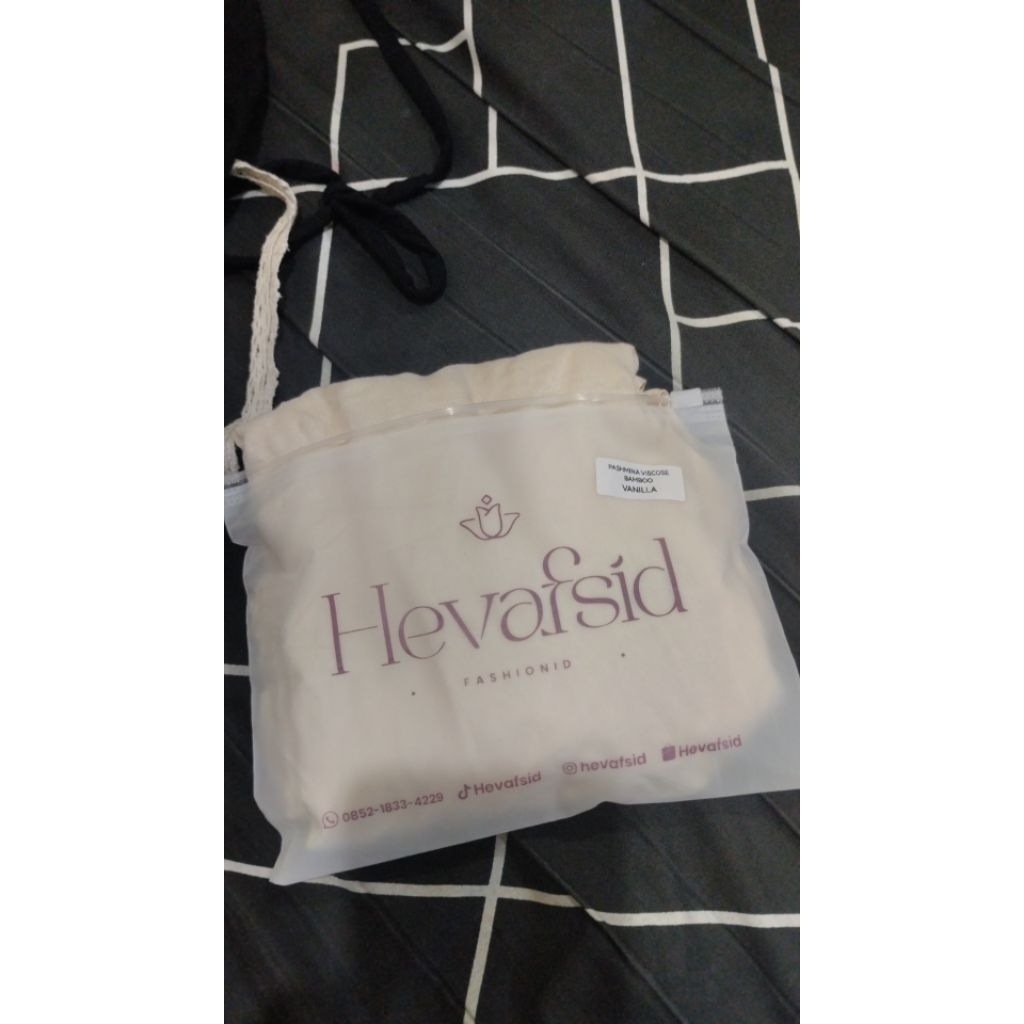 PASHMINA VISCOSE
BAMBOO
VANILLA
Hevafsid
FASHIONID
0852-1833-4229 Hevafsid hevafsid Hevafsid